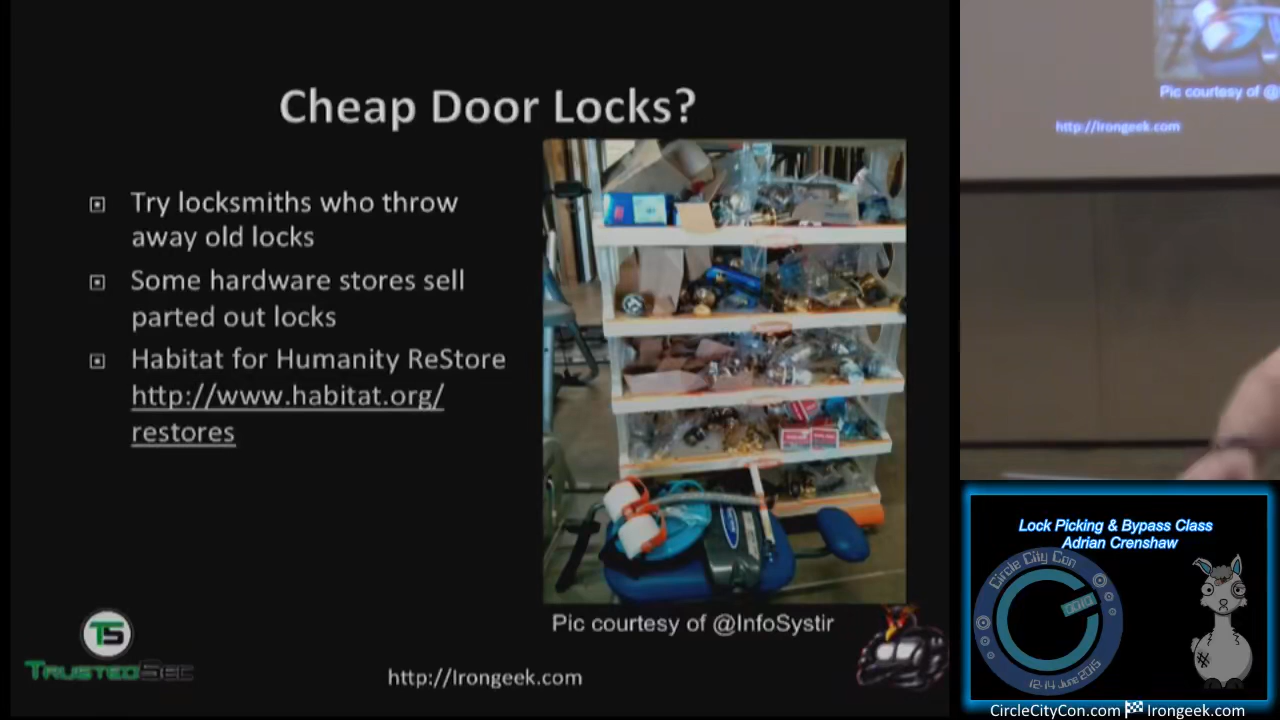 Cheap Door Locks?
Try locksmiths who throw
away old locks
Some hardware stores sell
parted out locks
Habitat for Humanity ReStore
http://www.habitat.org/
restores
Pic courtesy of @InfoSystir
TS
TRUSTEDSEC
http://Irongeek.com
Pic courtesy of @
http://Irongeek.com
Lock Picking & Bypass Class
Adrian Crenshaw
Circle City Con
12-14 June 2015
CircleCityCon.com Irongeek.com